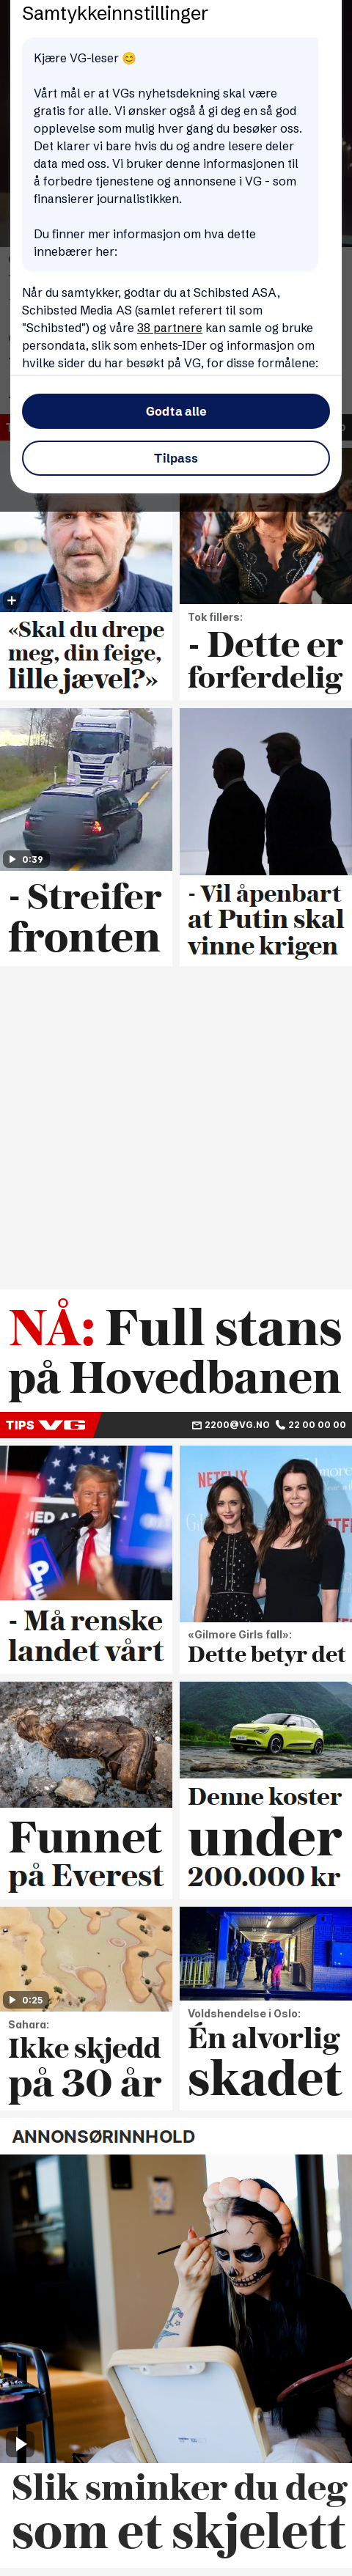 Samtykkeinnstillinger
Kjære VG-leser 😊
Vårt mål er at VGs nyhetsdekning skal være
gratis for alle. Vi ønsker også å gi deg en så god
opplevelse som mulig hver gang du besøker oss.
Det klarer vi bare hvis du og andre lesere deler
data med oss. Vi bruker denne informasjonen til
å forbedre tjenestene og annonsene i VG - som
finansierer journalistikken.
Du finner mer informasjon om hva dette
innebærer her:
Når du samtykker, godtar du at Schibsted ASA,
Schibsted Media AS (samlet referert til som
"Schibsted") og våre 38 partnere kan samle og bruke
persondata, slik som enhets-IDer og informasjon om
hvilke sider du har besøkt på VG, for disse formålene:
Godta alle
Tilpass
«Skal du drepe
meg, din feige,
lille jævel?»
Tok fillers:
- Dette er
forferdelig
0:39
- Streifer
fronten
- Vil åpenbart
at Putin skal
vinne krigen
NÅ: Full stans
på Hovedbanen
TIPS VG 2200@VG.NO 22 00 00 00
- Må renske
landet vårt
NETFLIX
«Gilmore Girls fall»:
Dette betyr det
Funnet
på Everest
Denne koster
under
200.000 kr
0:25
Sahara:
Ikke skjedd
på 30 år
Voldshendelse i Oslo:
Én alvorlig
skadet
ANNONSØRINNHOLD
Slik sminker du deg
som et skjelett